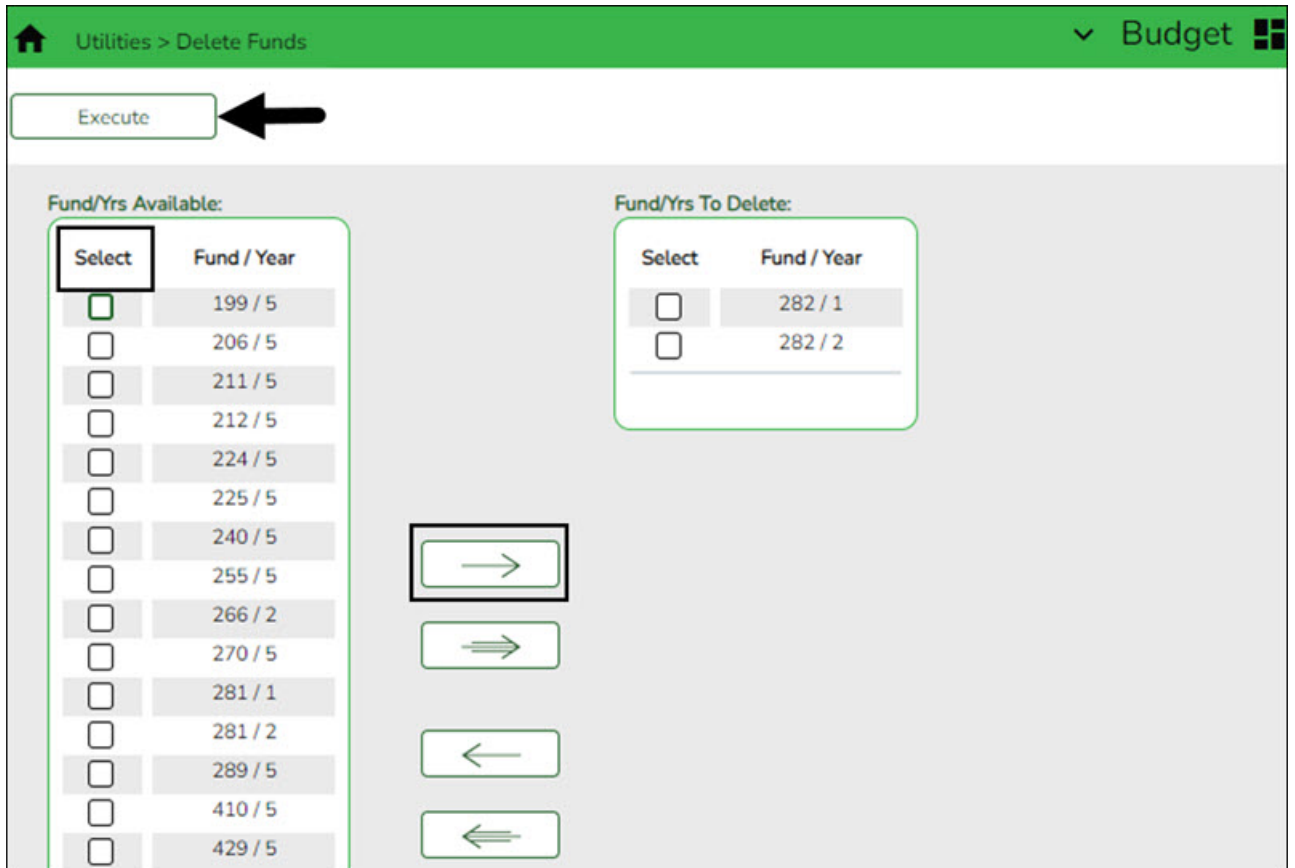 Utilities > Delete Funds
Budget
Execute
Fund/Yrs Available:
Select Fund / Year
199 / 5
206 / 5
211 / 5
212 / 5
224 / 5
225 / 5
240 / 5
255 / 5
266 / 2
270 / 5
281 / 1
281 / 2
289 / 5
410 / 5
429 / 5
Fund/Yrs To Delete:
Select Fund / Year
282 / 1
282 / 2